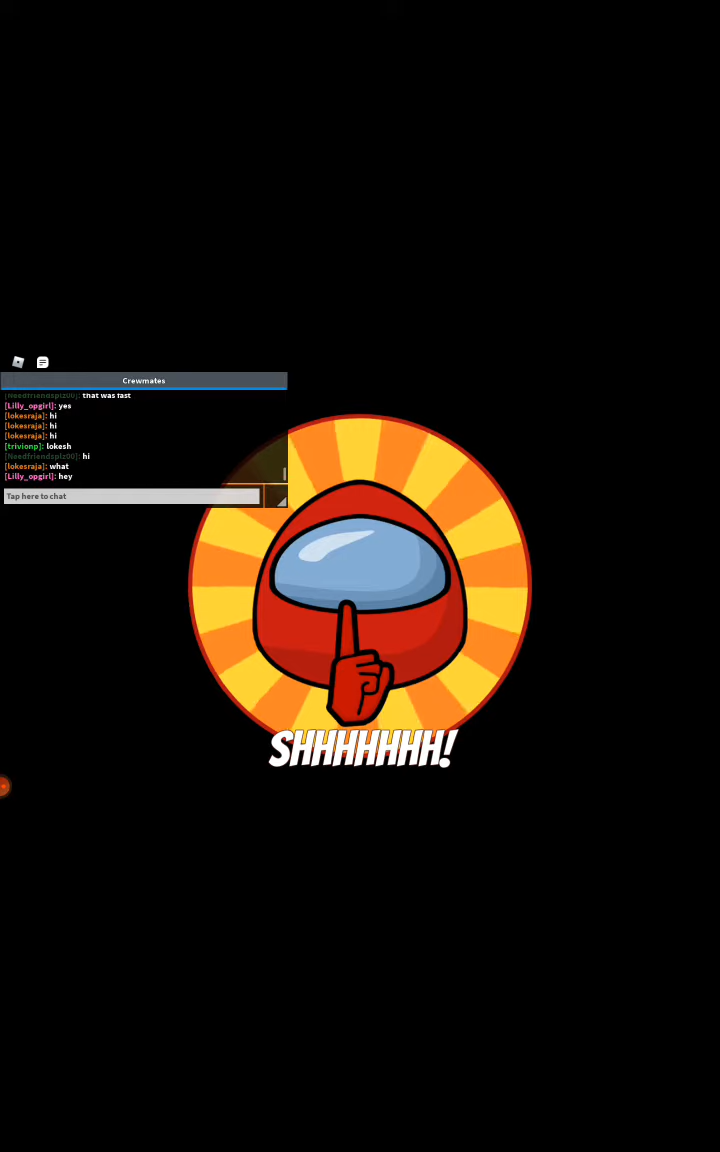 Crewmates
[Needfriendsplz00]: that was fast
[Lilly_opgirl]: yes
[lokesraja]: hi
[lokesraja]: hi
[lokesraja]: hi
[trivionp]: lokesh
[Needfriendsplz00]: hi
[lokesraja]: what
[Lilly_opgirl]: hey
Tap here to chat
SHHHHHHH!